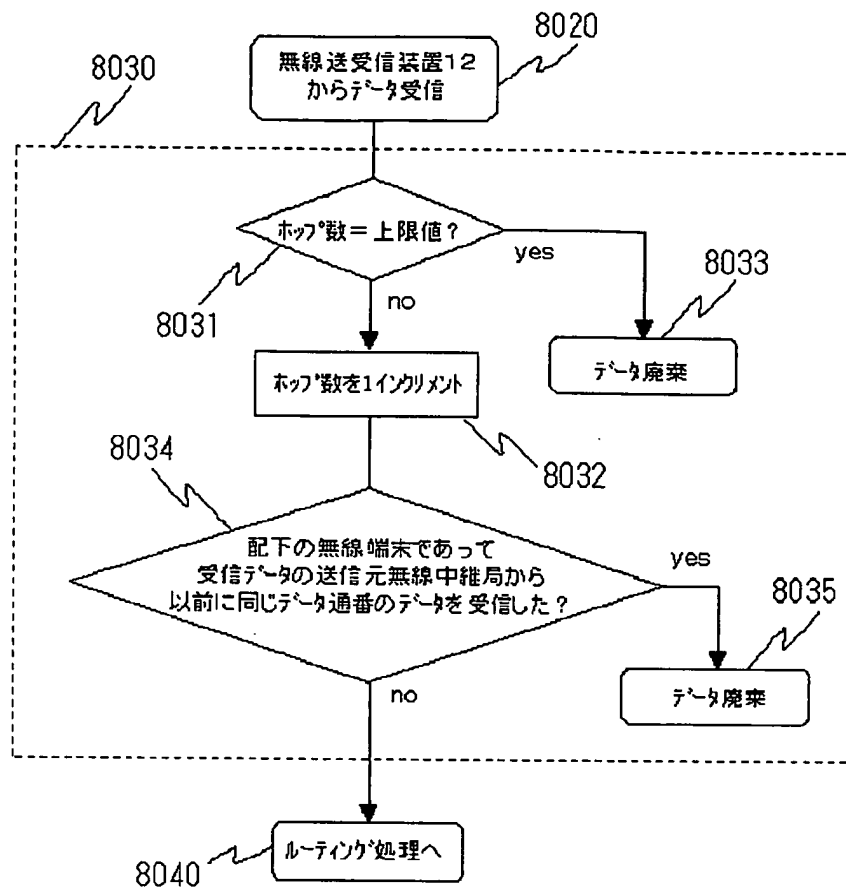 8030
8020
無線送受信装置12
からデータ受信
ホップ数=上限値?
yes
8031
no
8033
データ廃棄
ホップ数を1インクリメント
8032
8034
配下の無線端末であって
受信データの送信元無線中継局から
以前に同じデータ通番のデータを受信した?
yes
8035
データ廃棄
no
ルーティング処理へ
8040